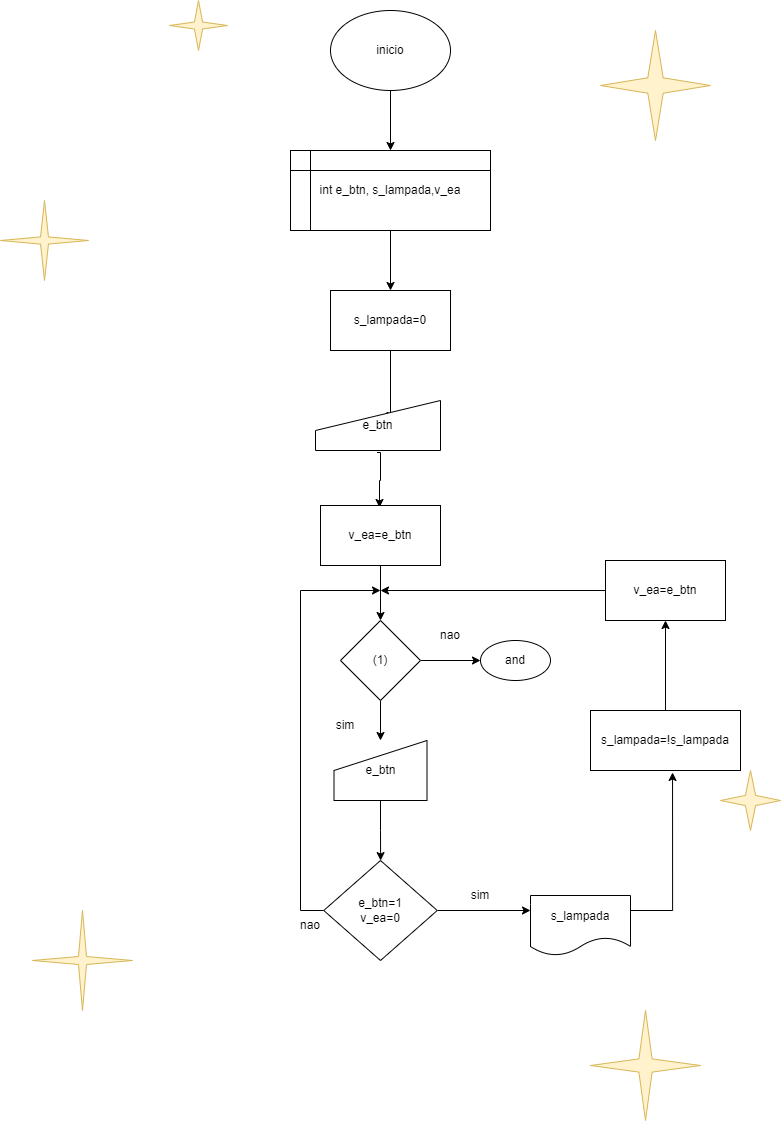 inicio
int e_btn, s_lampada,v_ea
s_lampada=0
e_btn
v_ea=e_btn
v_ea=e_btn
nao
(1)
and
sim
s_lampada=!s_lampada
e_btn
sim
e_btn=1
v_ea=0
s_lampada
nao